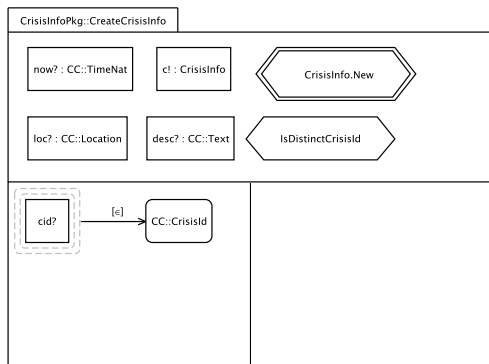 CrisisInfoPkg::CreateCrisisInfo
now? : CC::TimeNat
c! : CrisisInfo
CrisisInfo.New
loc? : CC::Location
desc? : CC::Text
IsDistinctCrisisId
cid?
[∈]
CC::CrisisId